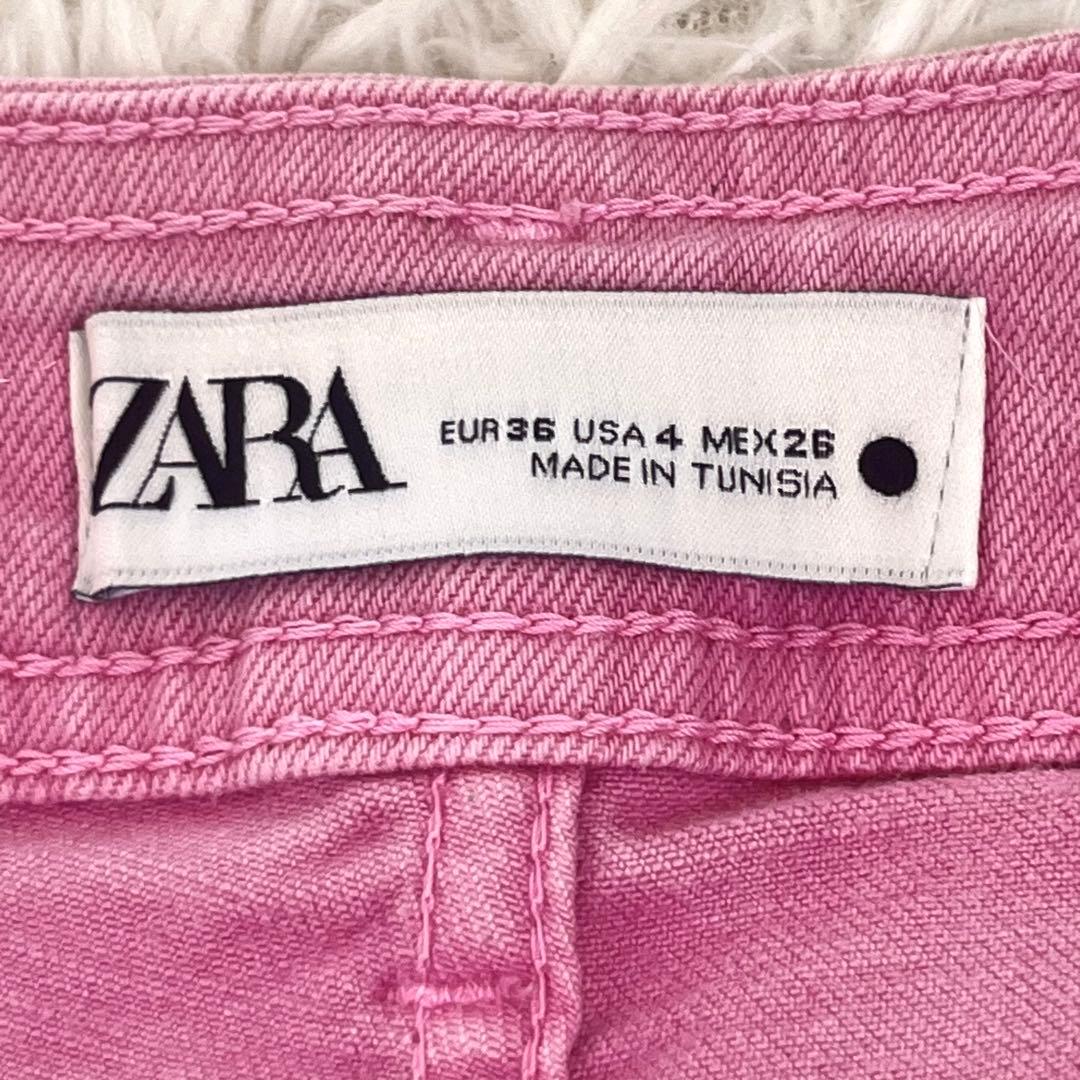 ZARA
EUR 36 USA 4 MEX 26
MADE IN TUNISIA